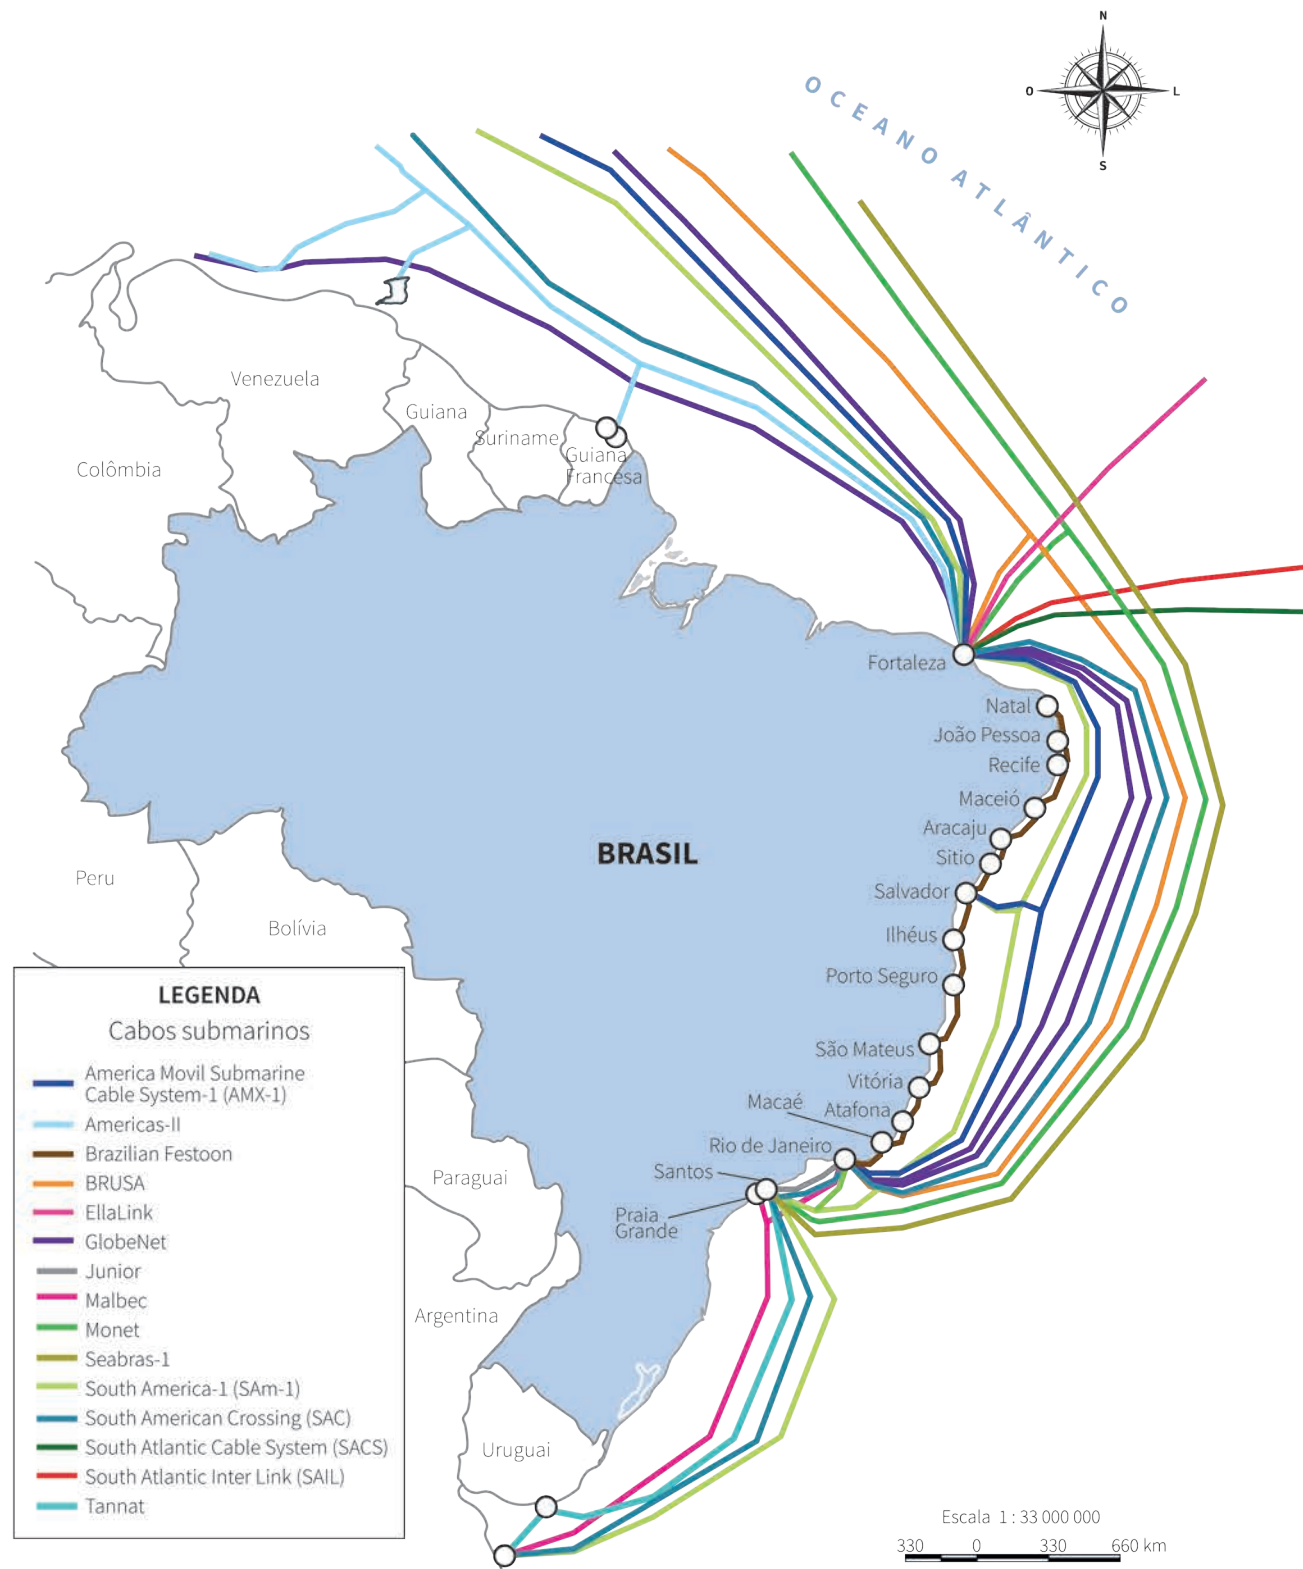 N
O
L
S
OCEANO ATLÂNTICO
Venezuela
Guiana
Suriname
Guiana
Francesa
Colômbia
Fortaleza
Natal
João Pessoa
Recife
Maceió
Aracaju
Sitio
Salvador
Ilhéus
Porto Seguro
São Mateus
Vitória
Atafona
Macaé
Rio de Janeiro
Santos
Praia
Grande
BRASIL
Peru
Bolívia
Paraguai
Argentina
Uruguai
LEGENDA
Cabos submarinos
America Movil Submarine
Cable System-1 (AMX-1)
Americas-II
Brazilian Festoon
BRUSA
EllaLink
GlobeNet
Junior
Malbec
Monet
Seabras-1
South America-1 (SAm-1)
South American Crossing (SAC)
South Atlantic Cable System (SACS)
South Atlantic Inter Link (SAIL)
Tannat
Escala 1 : 33 000 000
330 0 330 660 km